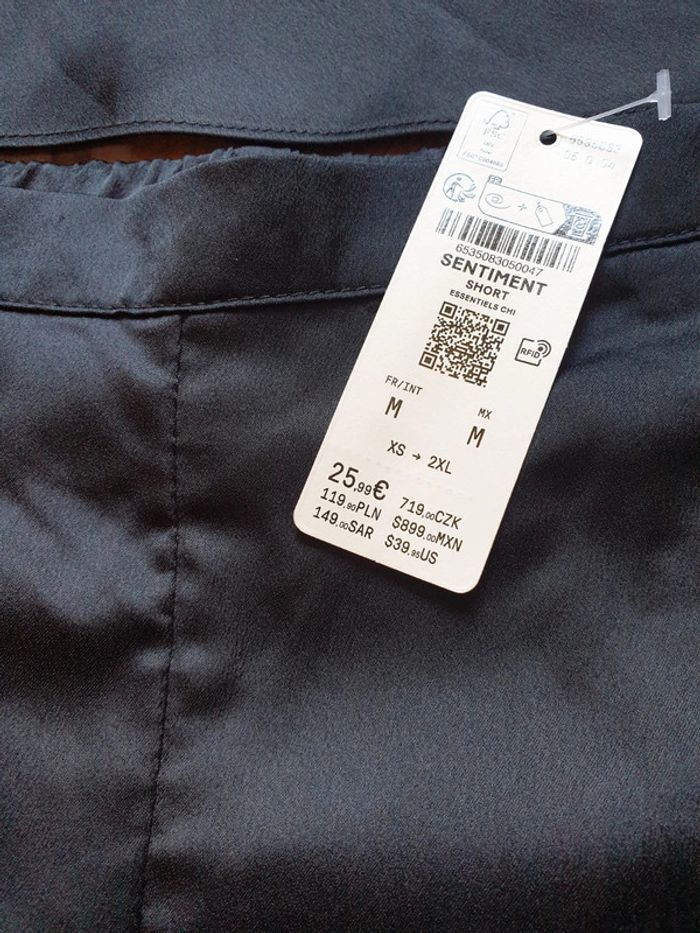 FSC
6535083
6535083050047
SENTIMENT
SHORT
ESSENTIELS CHI
RFID
FR/INT
M
MX
M
XS → 2XL
25,99€
119,90PLN
719,00CZK
149,00SAR
$899,00MXN
$39,95US